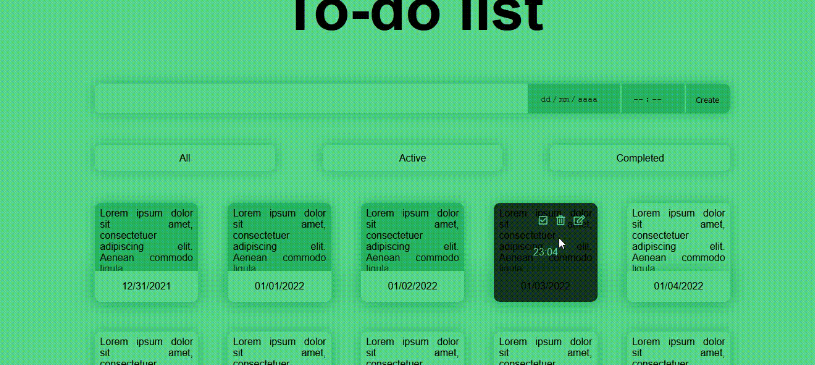 To-do list
dd / mm / aaaa
-- : --
Create
All
Active
Completed
Lorem ipsum dolor
sit amet,
consectetuer
adipiscing elit.
Aenean commodo
ligula
12/31/2021
Lorem ipsum dolor
sit amet,
consectetuer
adipiscing elit.
Aenean commodo
ligula
01/01/2022
Lorem ipsum dolor
sit amet,
consectetuer
adipiscing elit.
Aenean commodo
ligula
01/02/2022
Lorem ipsum dolor
sit amet,
consectetuer
adipiscing elit.
Aenean commodo
ligula
23:04
01/03/2022
Lorem ipsum dolor
sit amet,
consectetuer
adipiscing elit.
Aenean commodo
ligula
01/04/2022
Lorem ipsum dolor
sit amet,
consectetuer
Lorem ipsum dolor
sit amet,
consectetuer
Lorem ipsum dolor
sit amet,
consectetuer
Lorem ipsum dolor
sit amet,
consectetuer
Lorem ipsum dolor
sit amet,
consectetuer